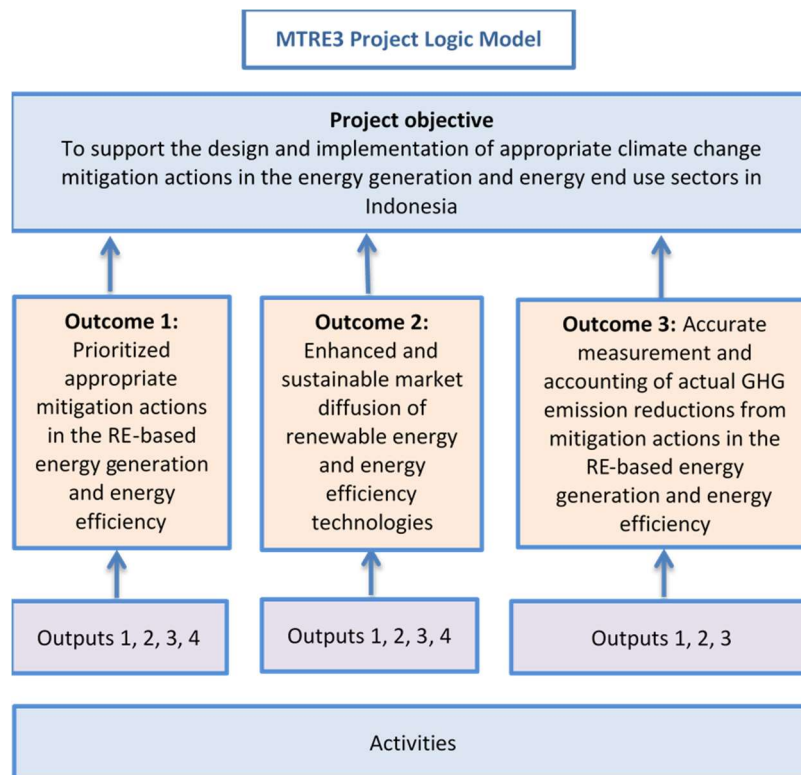 MTRE3 Project Logic Model
Project objective
To support the design and implementation of appropriate climate change
mitigation actions in the energy generation and energy end use sectors in
Indonesia
Outcome 1:
Prioritized
appropriate
mitigation actions
in the RE-based
energy generation
and energy
efficiency
Outcome 2:
Enhanced and
sustainable market
diffusion of
renewable energy
and energy
efficiency
technologies
Outcome 3: Accurate
measurement and
accounting of actual GHG
emission reductions from
mitigation actions in the
RE-based energy
generation and energy
efficiency
Outputs 1, 2, 3, 4
Outputs 1, 2, 3, 4
Outputs 1, 2, 3
Activities